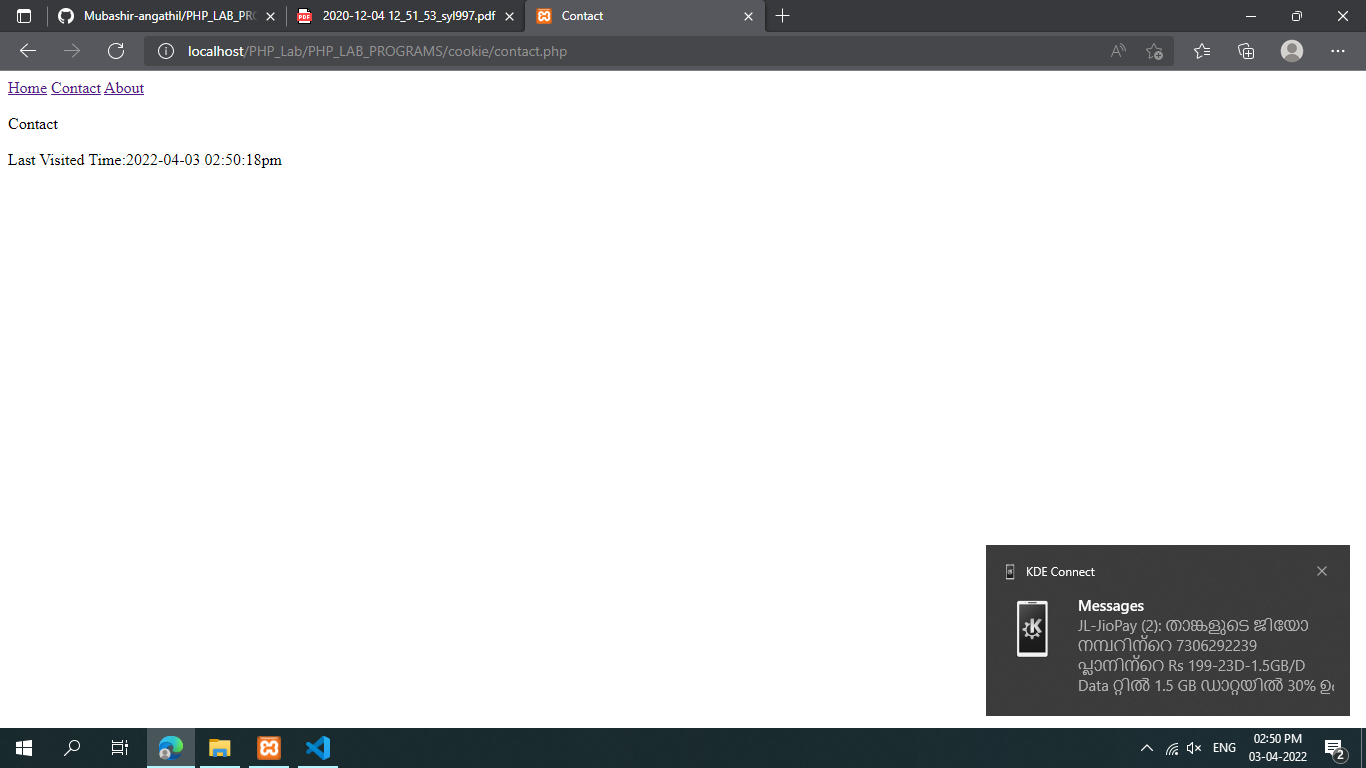 Mubashir-angathil/PHP_LAB_PRO
2020-12-04 12_51_53_syl997.pdf
Contact
localhost/PHP_Lab/PHP_LAB_PROGRAMS/cookie/contact.php
Home Contact About
Contact
Last Visited Time:2022-04-03 02:50:18pm
KDE Connect
Messages
JL-JioPay (2): താങ്കളുടെ ജിയോ
നമ്പറിന്റെ 7306292239
പ്ലാനിന്റെ Rs 199-23D-1.5GB/D
Data റ്റിൽ 1.5 GB ഡാറ്റയിൽ 30%
ENG
02:50 PM
03-04-2022
2